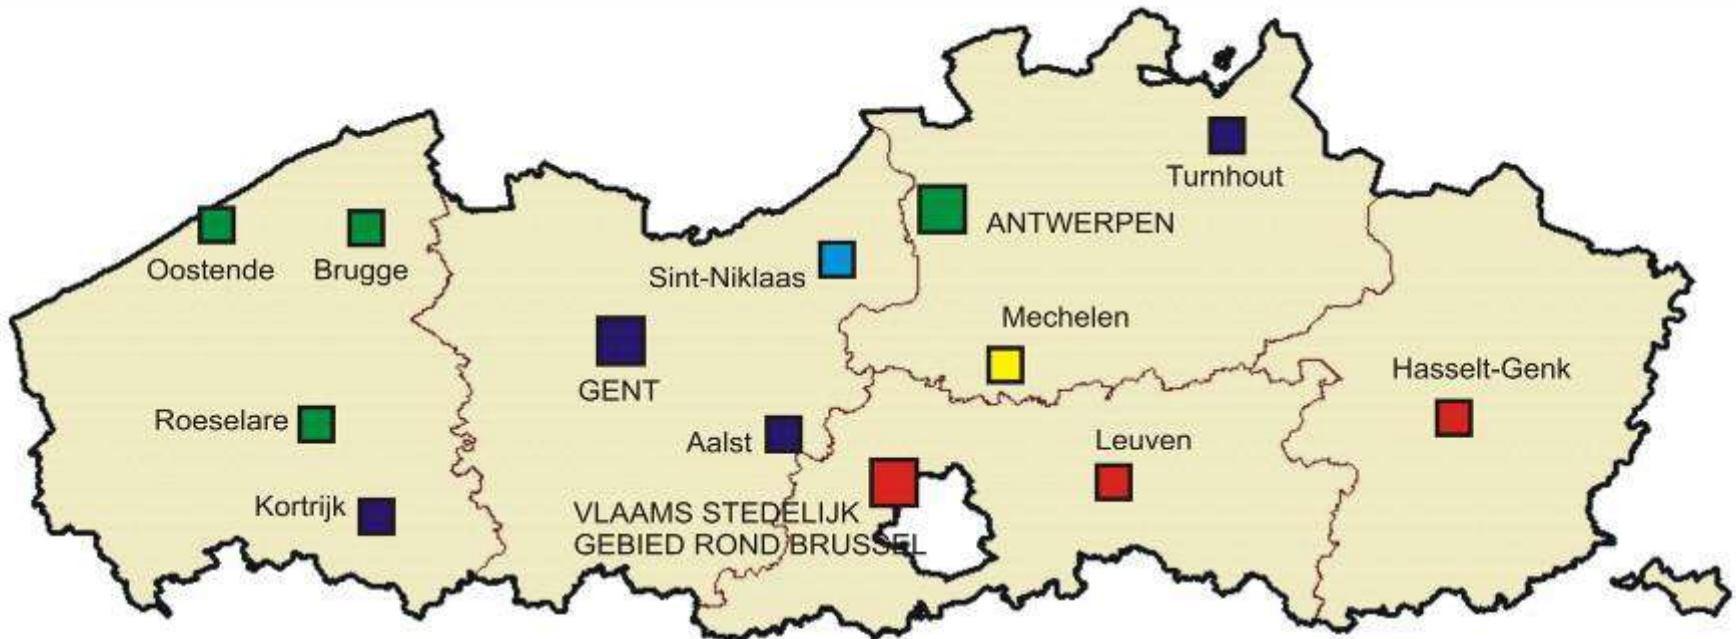 Turnhout
ANTWERPEN
Oostende
Brugge
Sint-Niklaas
Mechelen
Hasselt-Genk
GENT
Roeselare
Aalst
Leuven
Kortrijk
VLAAMS STEDELIJK
GEBIED ROND BRUSSEL